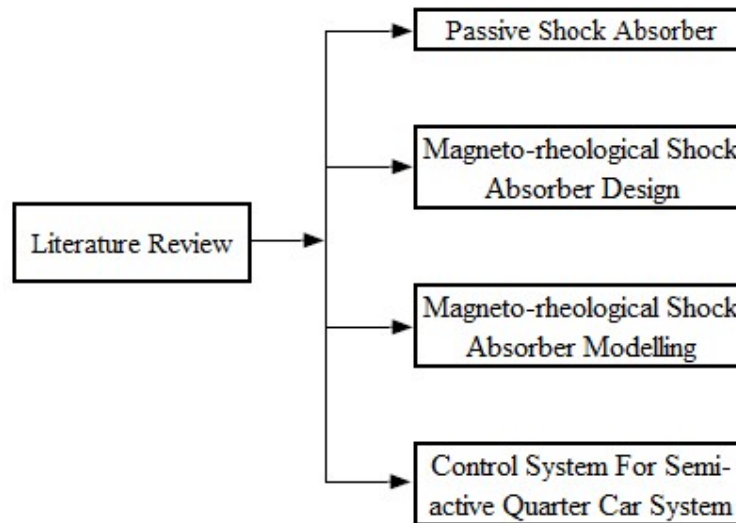 Passive Shock Absorber
Magneto-rheological Shock
Absorber Design
Literature Review
Magneto-rheological Shock
Absorber Modelling
Control System For Semi-
active Quarter Car System